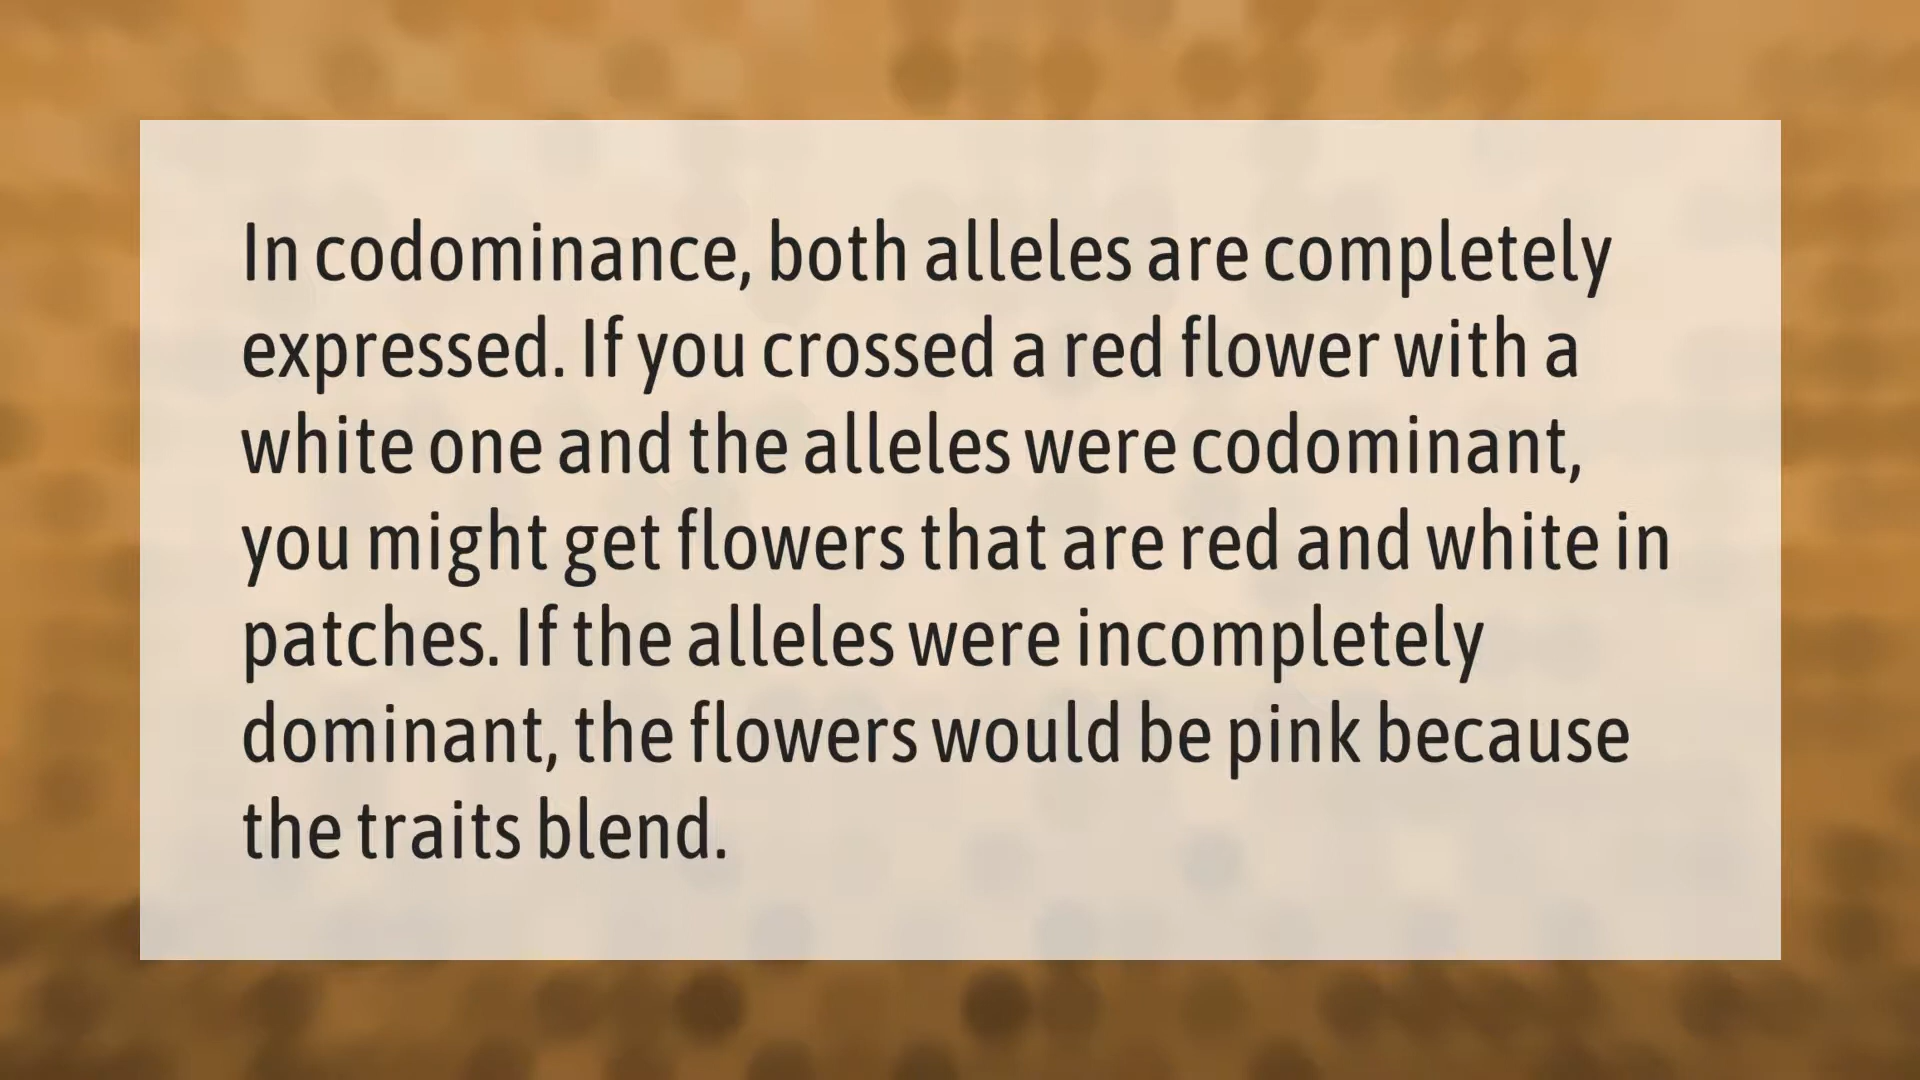 In codominance, both alleles are completely
expressed. If you crossed a red flower with a
white one and the alleles were codominant,
you might get flowers that are red and white in
patches. If the alleles were incompletely
dominant, the flowers would be pink because
the traits blend.